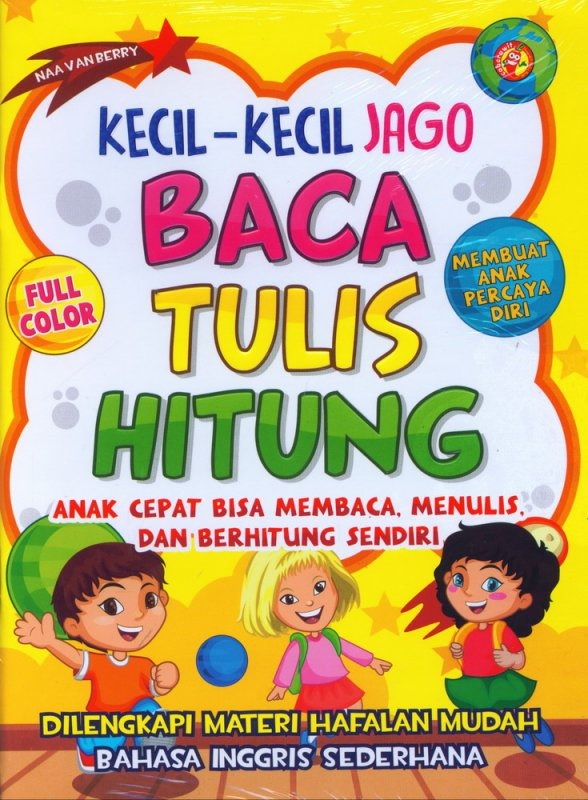 NAA VAN BERRY
KECIL-KECIL JAGO
BACA
TULIS
HITUNG
FULL
COLOR
MEMBUAT
ANAK
PERCAYA
DIRI
ANAK CEPAT BISA MEMBACA, MENULIS,
DAN BERHITUNG SENDIRI
DILENGKAPI MATERI HAFALAN MUDAH
BAHASA INGGRIS SEDERHANA